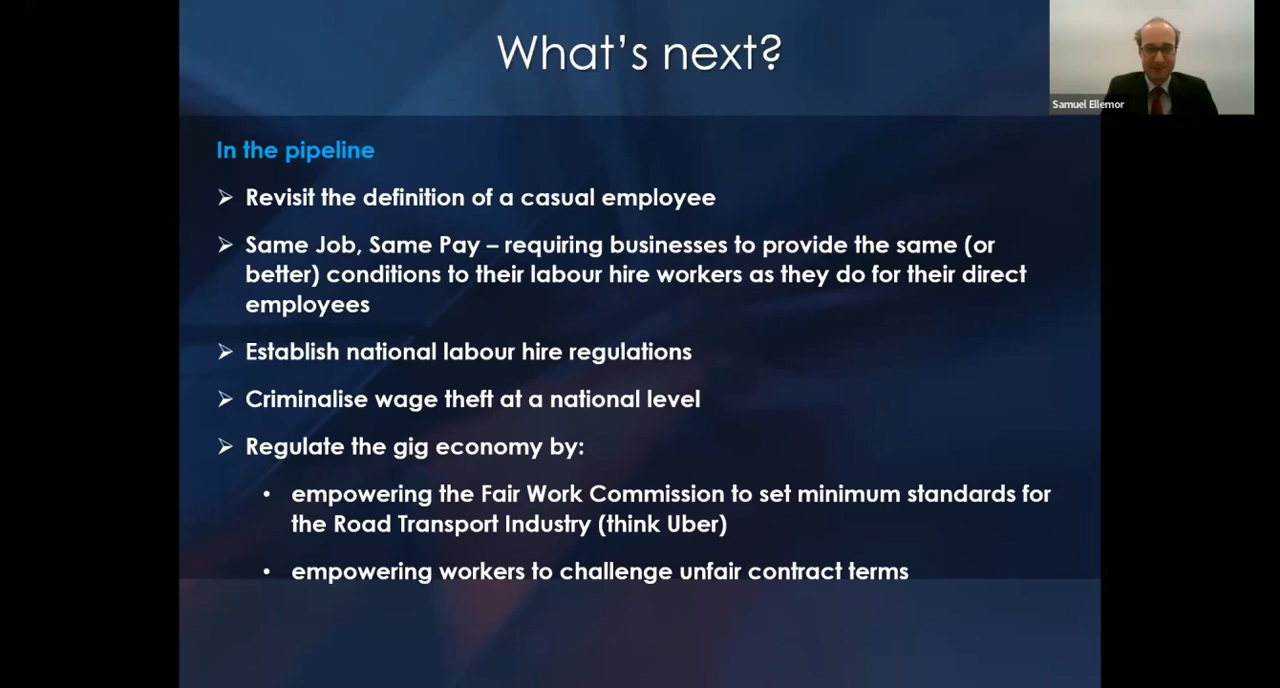 What's next?
Samuel Ellemor
In the pipeline
➢ Revisit the definition of a casual employee
➢ Same Job, Same Pay – requiring businesses to provide the same (or
better) conditions to their labour hire workers as they do for their direct
employees
➢ Establish national labour hire regulations
➢ Criminalise wage theft at a national level
➢ Regulate the gig economy by:
• empowering the Fair Work Commission to set minimum standards for
the Road Transport Industry (think Uber)
• empowering workers to challenge unfair contract terms